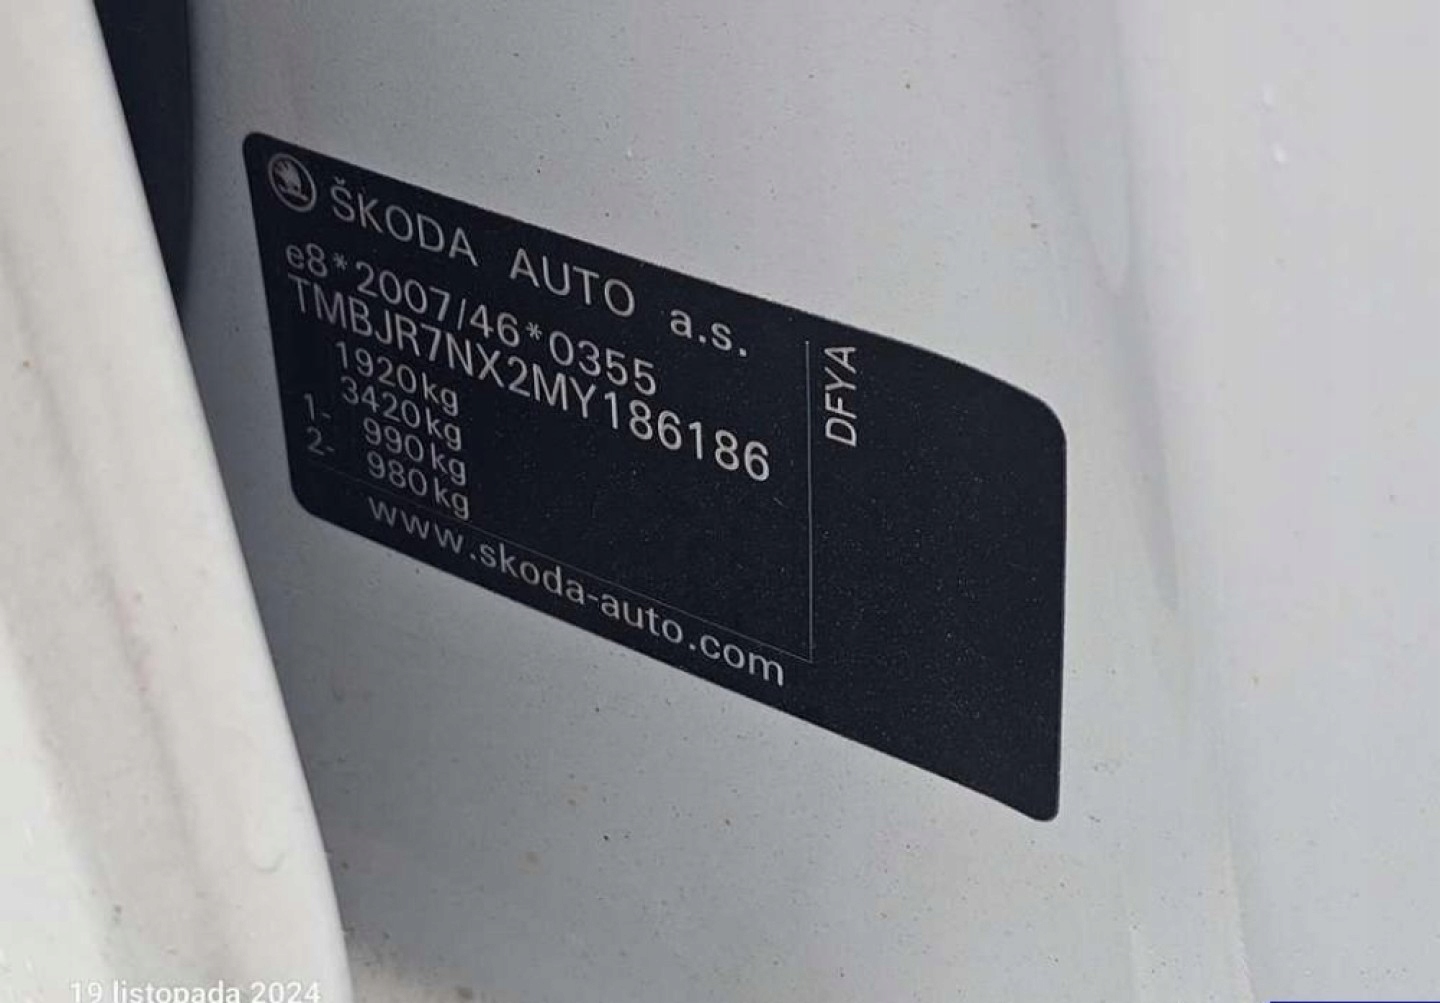 ŠKODA AUTO a.s.
e8*2007/46*0355
TMBJR7NX2MY186186
1920kg
3420kg
1- 990kg
2- 980kg
www.skoda-auto.com
DFYA
19 listopada 2024